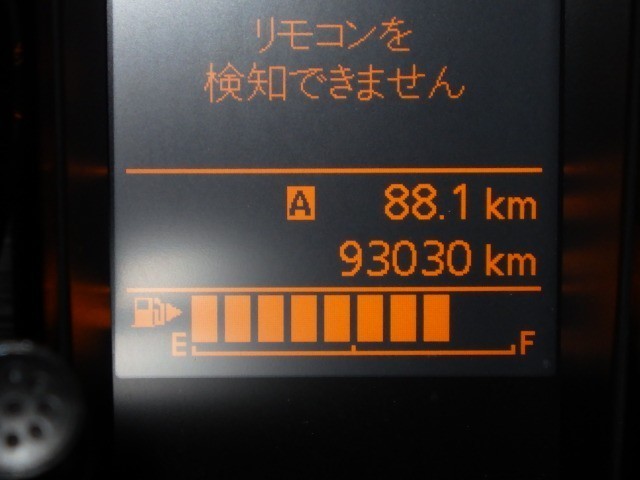 リモコンを
検知できません
A 88.1 km
93030 km
E F